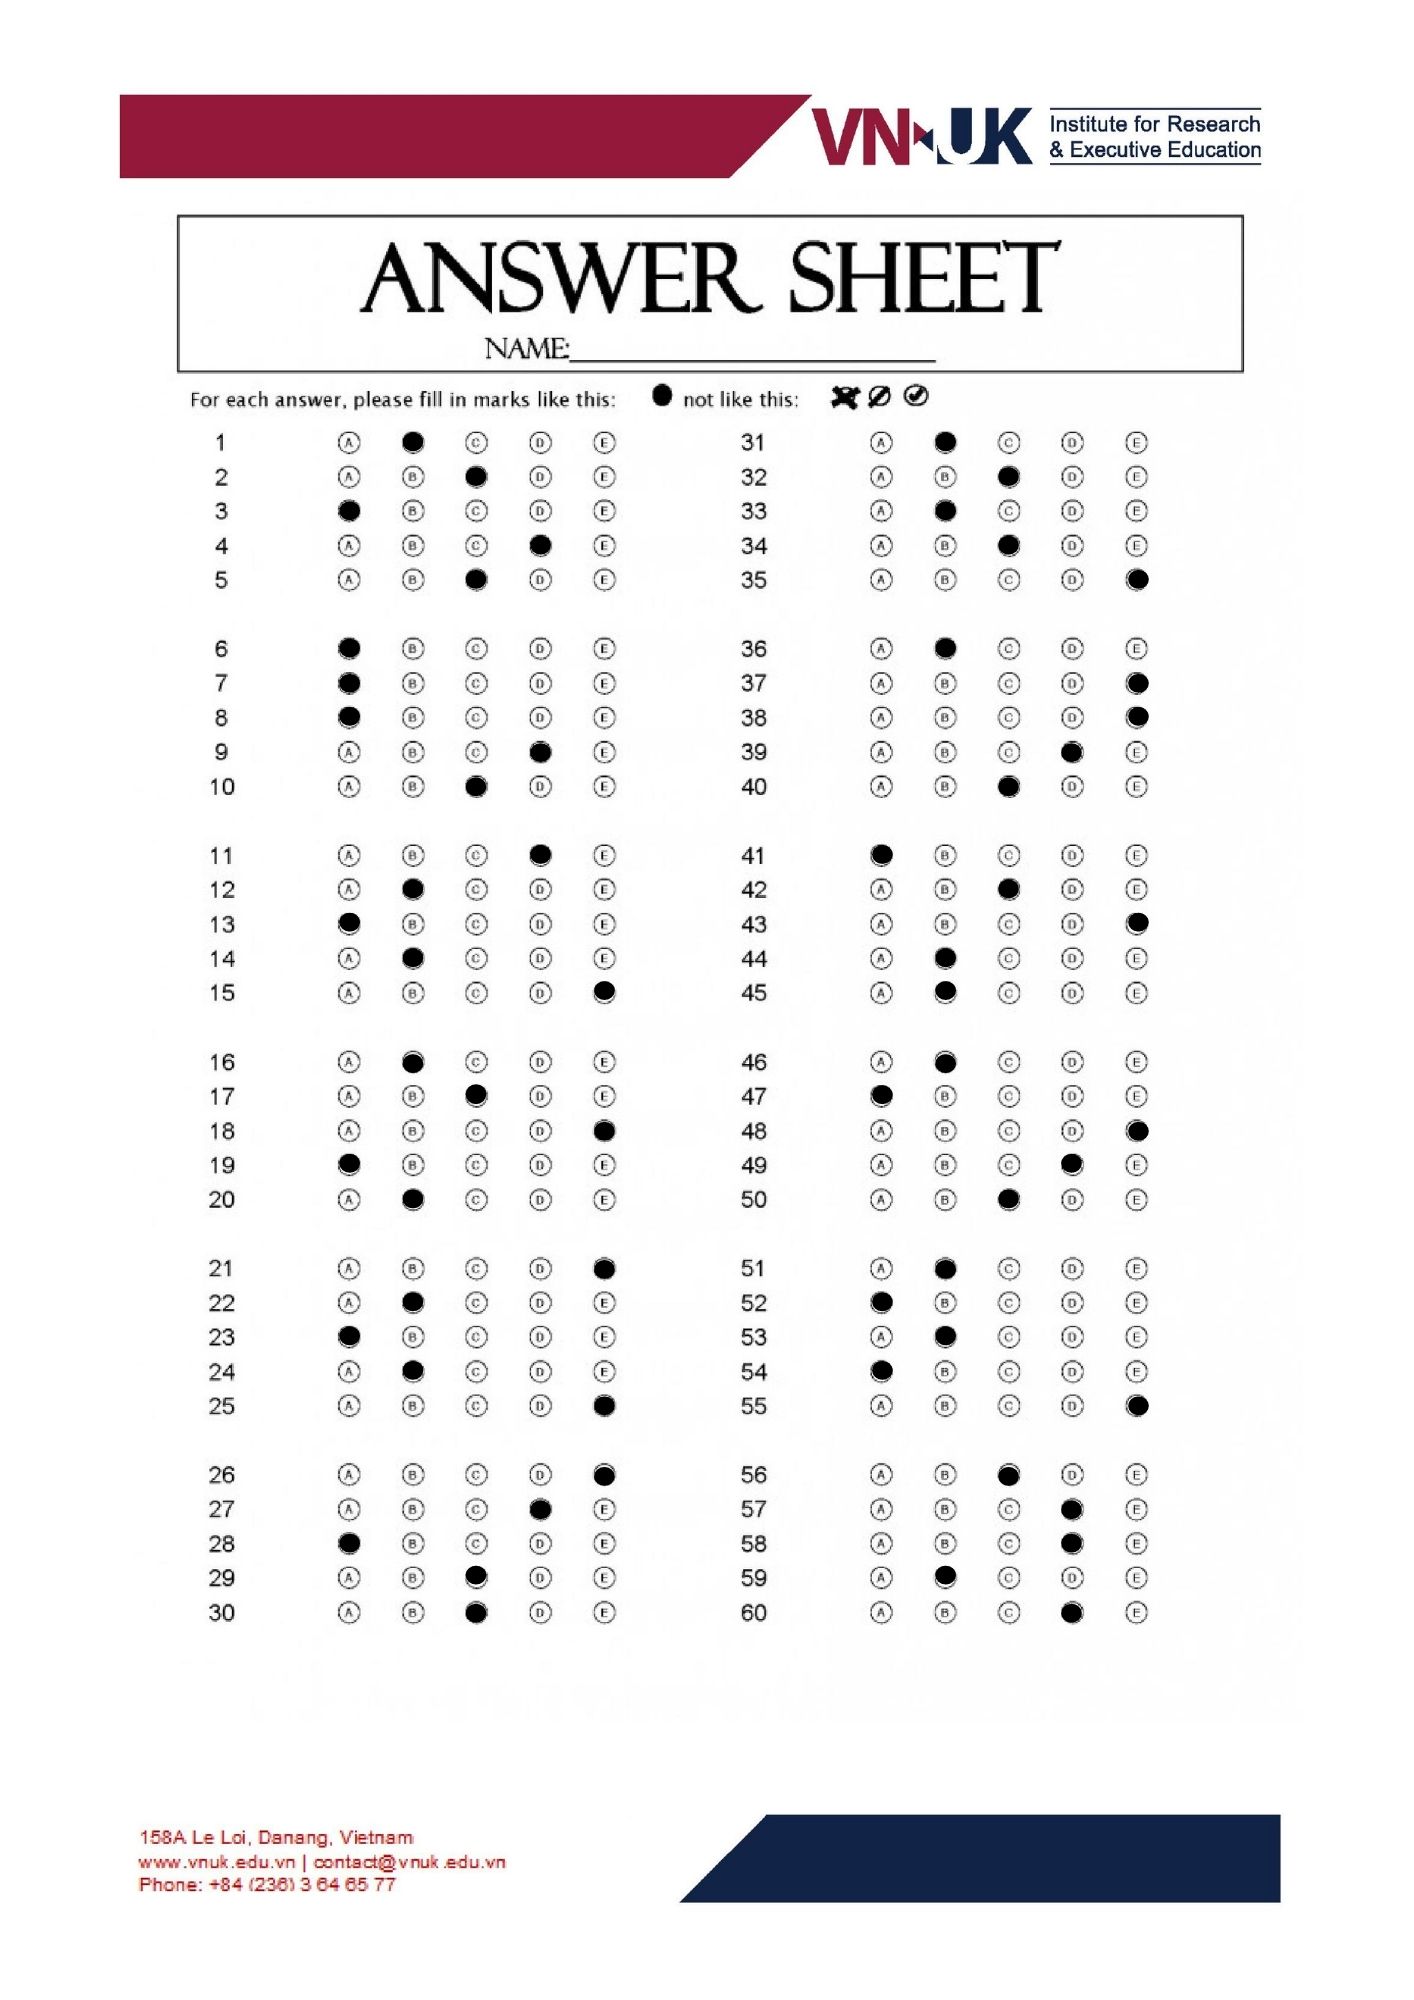 VN UK Institute for Research
& Executive Education
ANSWER SHEET
NAME:
For each answer, please fill in marks like this: not like this:
1 A C D E 31 A C D E
2 A B D E 32 A B D E
3 B C D E 33 A C D E
4 A B C E 34 A B D E
5 A B D E 35 A B C D
6 B C D E 36 A C D E
7 B C D E 37 A B C D
8 B C D E 38 A B C D
9 A B C E 39 A B C E
10 A B D E 40 A B D E
11 A B C E 41 B C D E
12 A C D E 42 A B D E
13 B C D E 43 A B C D
14 A C D E 44 A C D E
15 A B C D 45 A C D E
16 A C D E 46 A C D E
17 A B D E 47 B C D E
18 A B C D 48 A B C D
19 B C D E 49 A B C E
20 A C D E 50 A B D E
21 A B C D 51 A C D E
22 A C D E 52 B C D E
23 B C D E 53 A C D E
24 A C D E 54 B C D E
25 A B C D 55 A B C D
26 A B C D 56 A B D E
27 A B C E 57 A B C E
28 B C D E 58 A B C E
29 A B D E 59 A C D E
30 A B D E 60 A B C E
158A Le Loi, Danang, Vietnam
www.vnuk.edu.vn | contact@vnuk.edu.vn
Phone: +84 (236) 3 64 65 77